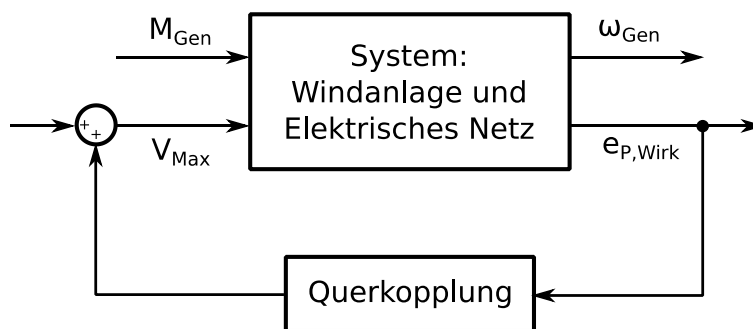 M_Gen
System:
Windanlage und
Elektrisches Netz
ω_Gen
+
+
V_Max
e_P,Wirk
Querkopplung